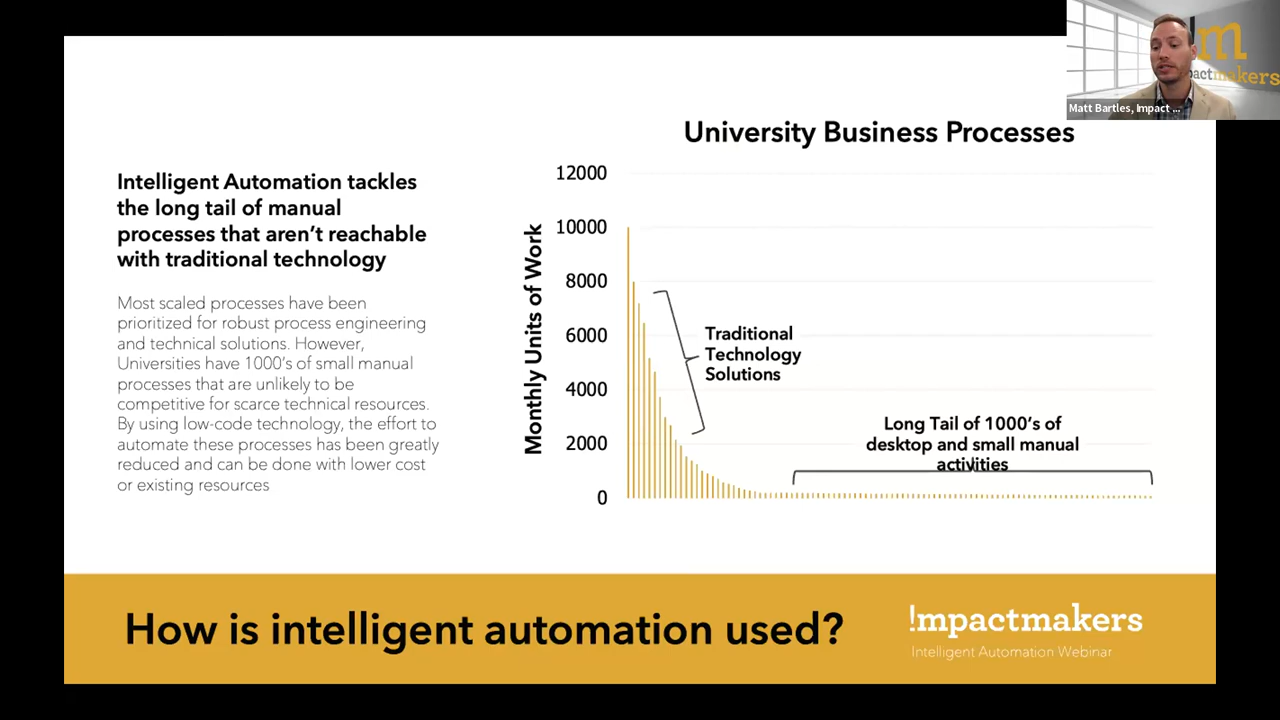 m
pactmakers
Matt Bartles, Impact ...
University Business Processes
Intelligent Automation tackles
the long tail of manual
processes that aren't reachable
with traditional technology
Most scaled processes have been
prioritized for robust process engineering
and technical solutions. However,
Universities have 1000's of small manual
processes that are unlikely to be
competitive for scarce technical resources.
By using low-code technology, the effort to
automate these processes has been greatly
reduced and can be done with lower cost
or existing resources
Monthly Units of Work
12000
10000
8000
6000
4000
2000
0
Traditional
Technology
Solutions
Long Tail of 1000's of
desktop and small manual
activities
How is intelligent automation used?
!mpactmakers
Intelligent Automation Webinar